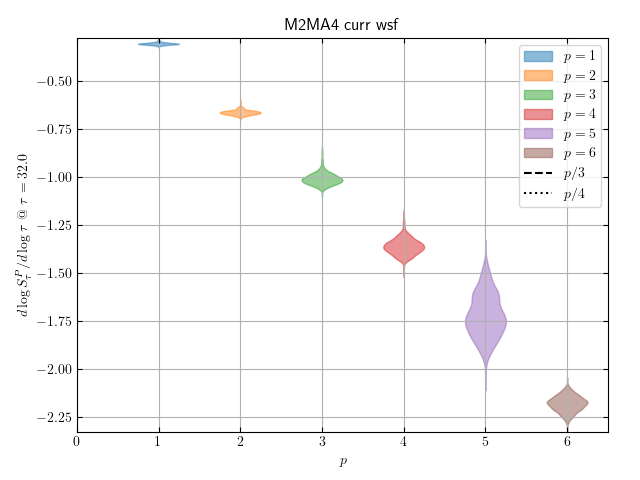 M2MA4 curr wsf
d log S_τ^P / d log τ @ τ = 32.0
−0.50
−0.75
−1.00
−1.25
−1.50
−1.75
−2.00
−2.25
p = 1
p = 2
p = 3
p = 4
p = 5
p = 6
p/3
p/4
0 1 2 3 4 5 6
p